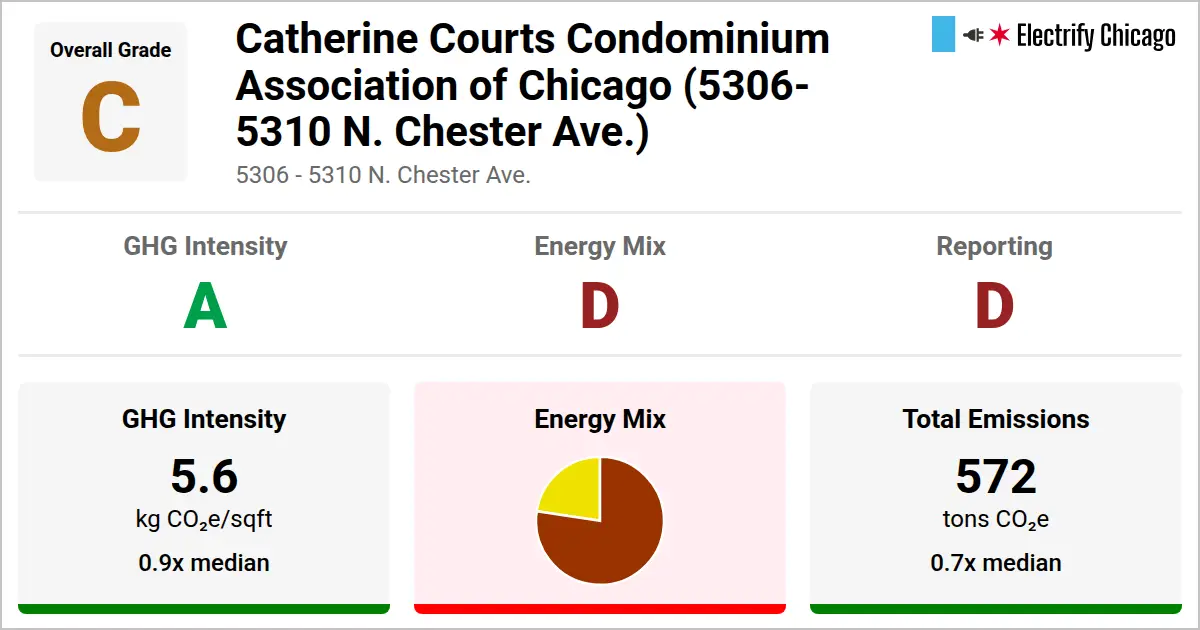 Overall Grade
C
Catherine Courts Condominium
Association of Chicago (5306-
5310 N. Chester Ave.)
5306 - 5310 N. Chester Ave.
Electrify Chicago
GHG Intensity
A
Energy Mix
D
Reporting
D
GHG Intensity
5.6
kg CO₂e/sqft
0.9x median
Energy Mix
Total Emissions
572
tons CO₂e
0.7x median